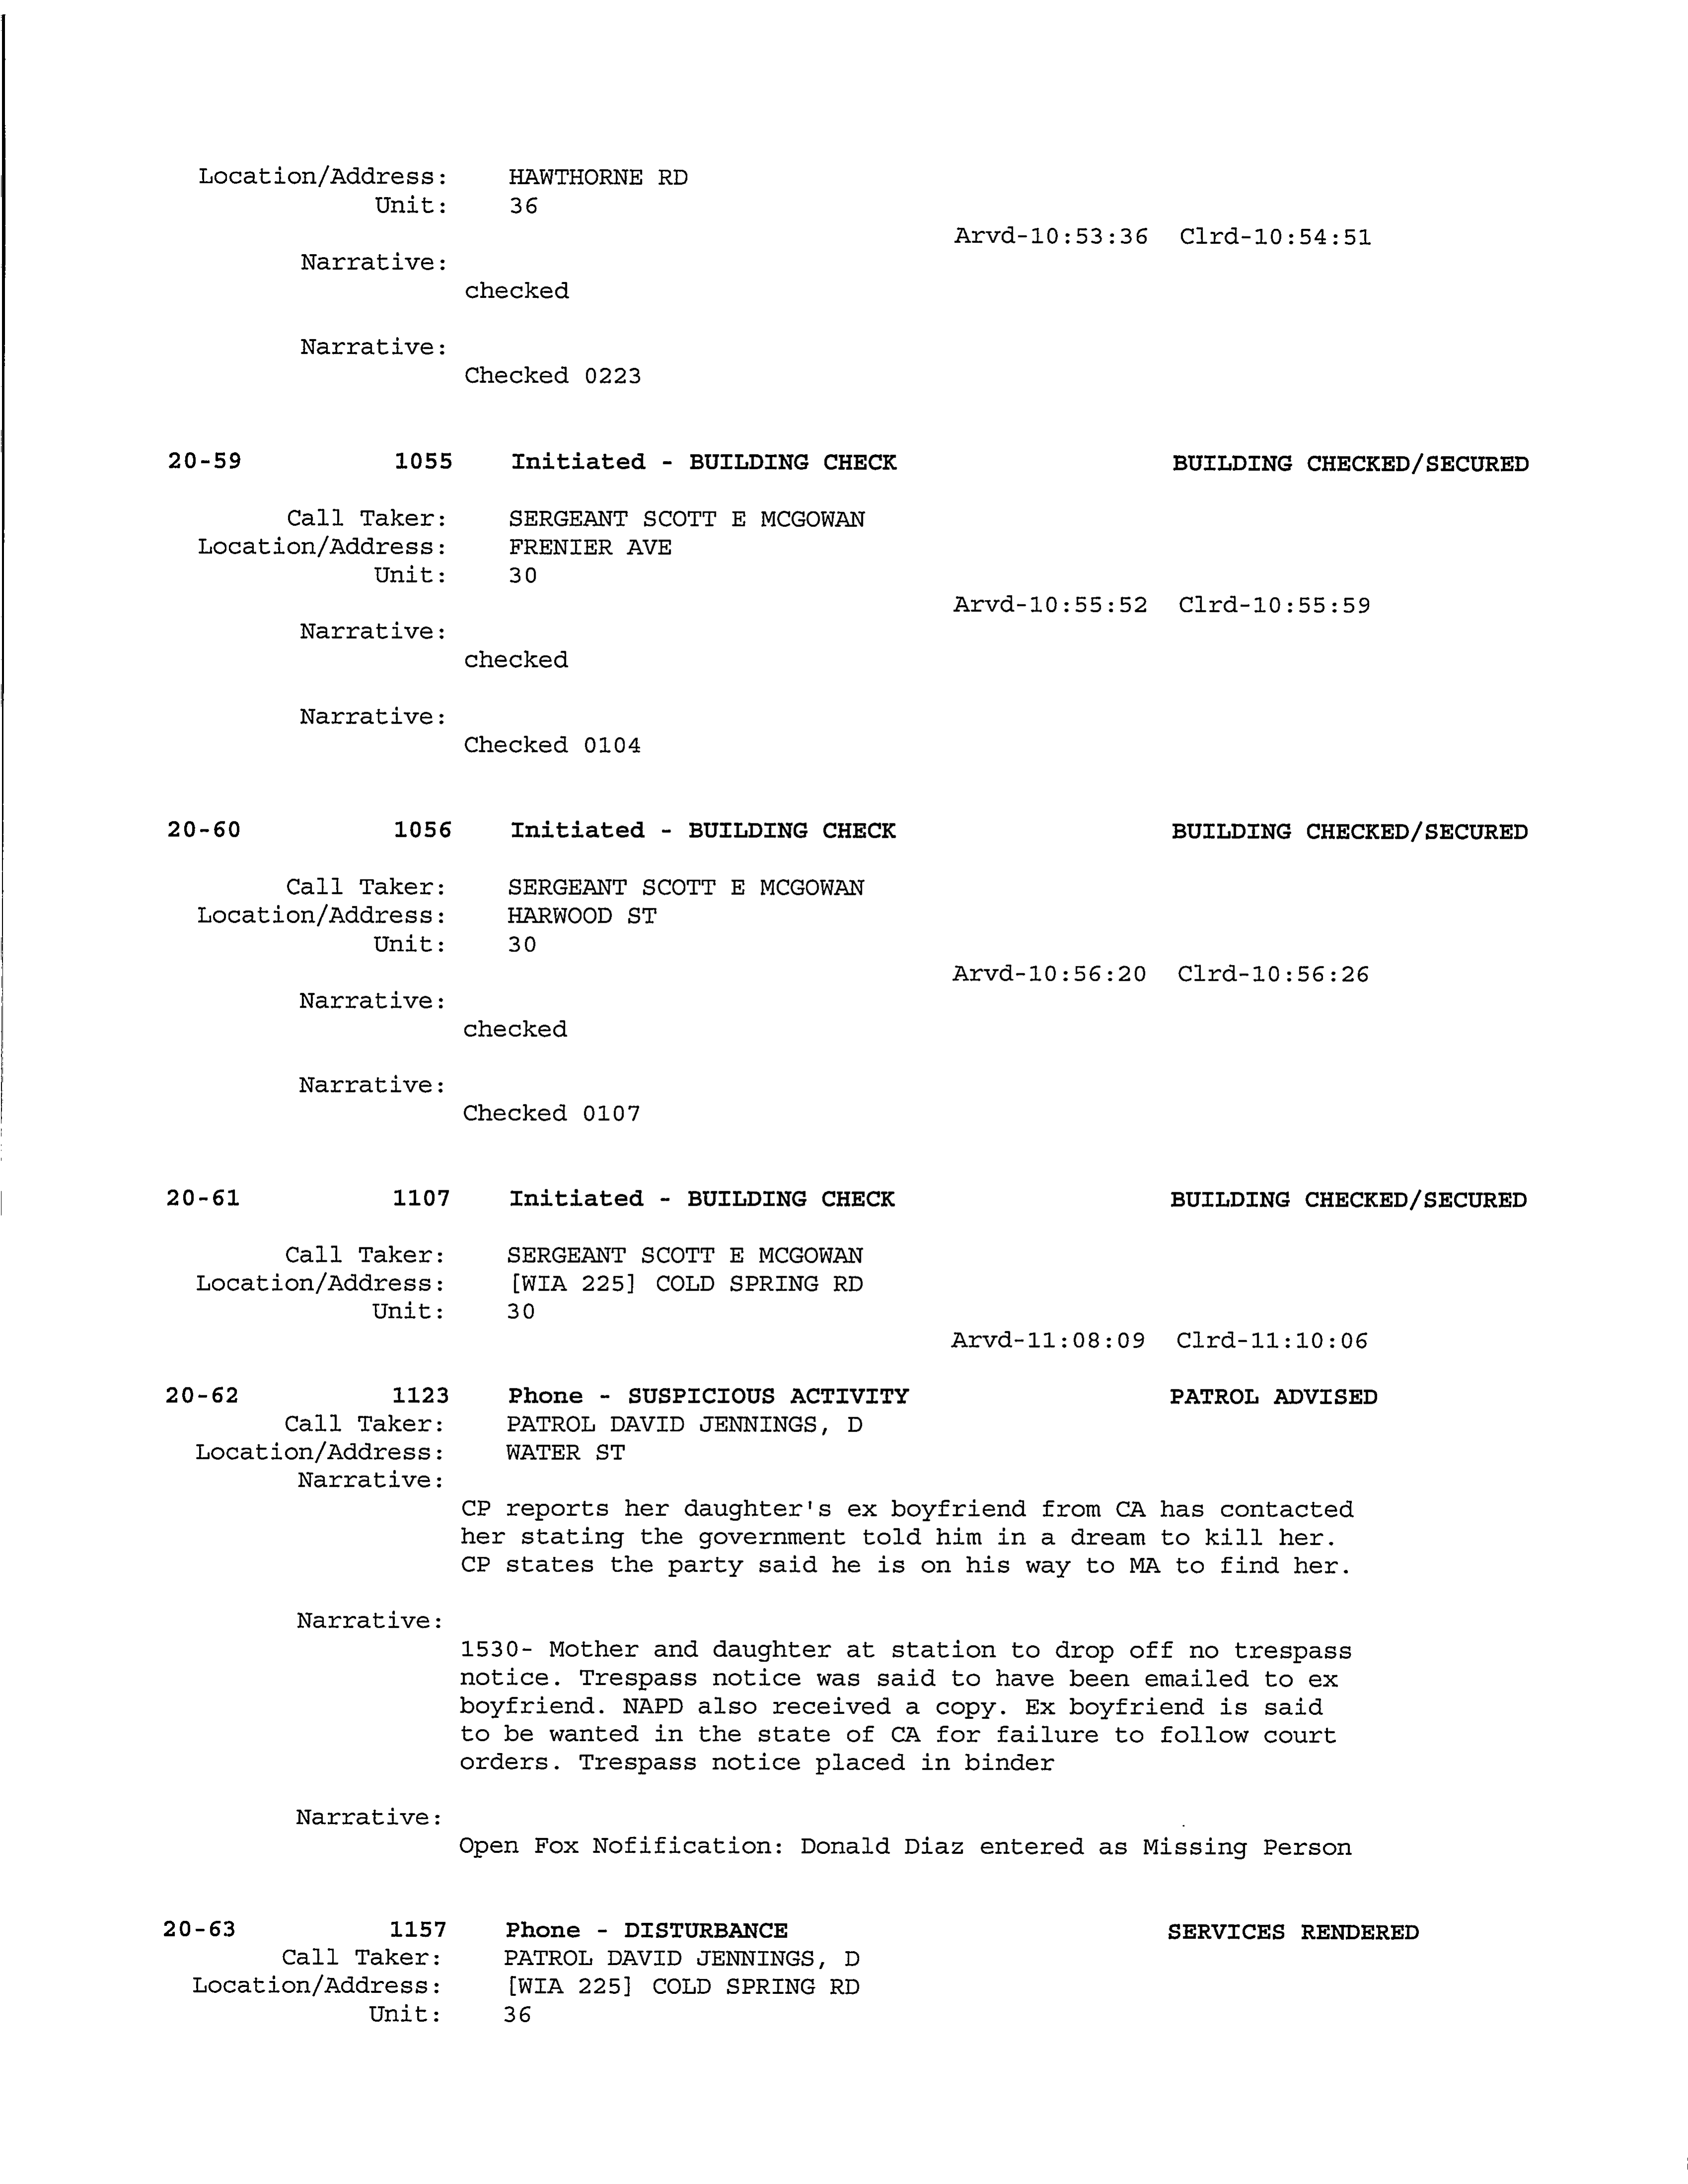 Location/Address: HAWTHORNE RD
Unit: 36
Arvd-10:53:36 Clrd-10:54:51
Narrative:
checked
Narrative:
Checked 0223
20-59 1055 Initiated - BUILDING CHECK BUILDING CHECKED/SECURED
Call Taker: SERGEANT SCOTT E MCGOWAN
Location/Address: FRENIER AVE
Unit: 30
Arvd-10:55:52 Clrd-10:55:59
Narrative:
checked
Narrative:
Checked 0104
20-60 1056 Initiated - BUILDING CHECK BUILDING CHECKED/SECURED
Call Taker: SERGEANT SCOTT E MCGOWAN
Location/Address: HARWOOD ST
Unit: 30
Arvd-10:56:20 Clrd-10:56:26
Narrative:
checked
Narrative:
Checked 0107
20-61 1107 Initiated - BUILDING CHECK BUILDING CHECKED/SECURED
Call Taker: SERGEANT SCOTT E MCGOWAN
Location/Address: [WIA 225] COLD SPRING RD
Unit: 30
Arvd-11:08:09 Clrd-11:10:06
20-62 1123 Phone - SUSPICIOUS ACTIVITY PATROL ADVISED
Call Taker: PATROL DAVID JENNINGS, D
Location/Address: WATER ST
Narrative:
CP reports her daughter's ex boyfriend from CA has contacted
her stating the government told him in a dream to kill her.
CP states the party said he is on his way to MA to find her.
Narrative:
1530- Mother and daughter at station to drop off no trespass
notice. Trespass notice was said to have been emailed to ex
boyfriend. NAPD also received a copy. Ex boyfriend is said
to be wanted in the state of CA for failure to follow court
orders. Trespass notice placed in binder
Narrative:
Open Fox Nofification: Donald Diaz entered as Missing Person
20-63 1157 Phone - DISTURBANCE SERVICES RENDERED
Call Taker: PATROL DAVID JENNINGS, D
Location/Address: [WIA 225] COLD SPRING RD
Unit: 36